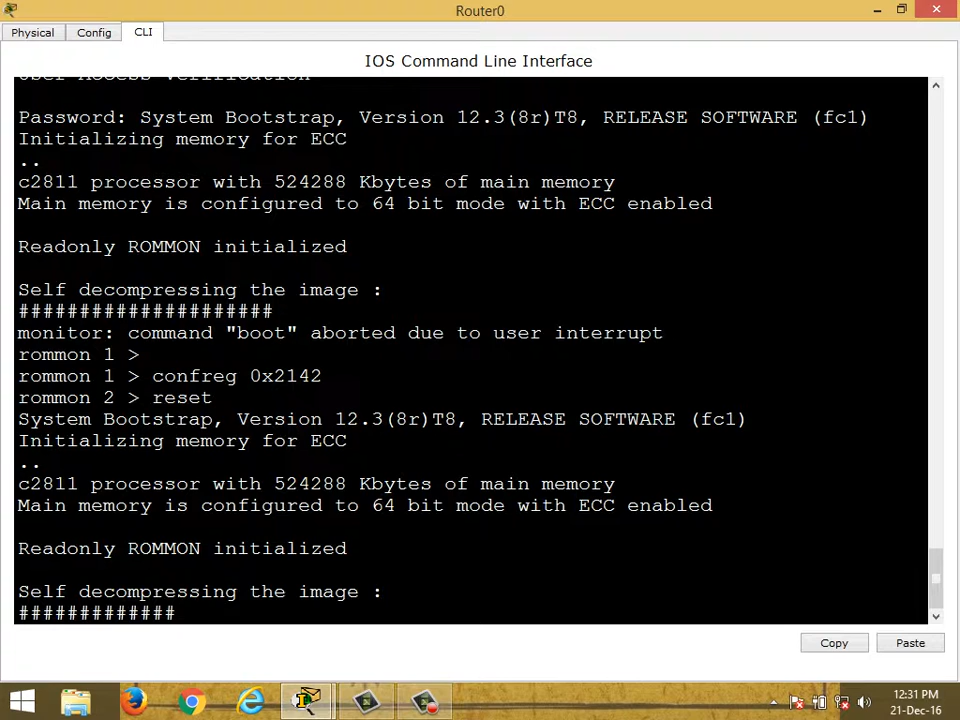 Router0
Physical
Config
CLI
IOS Command Line Interface
User Access Verification
Password: System Bootstrap, Version 12.3(8r)T8, RELEASE SOFTWARE (fc1)
Initializing memory for ECC
..
c2811 processor with 524288 Kbytes of main memory
Main memory is configured to 64 bit mode with ECC enabled
Readonly ROMMON initialized
Self decompressing the image :
#####################
monitor: command "boot" aborted due to user interrupt
rommon 1 >
rommon 1 > confreg 0x2142
rommon 2 > reset
System Bootstrap, Version 12.3(8r)T8, RELEASE SOFTWARE (fc1)
Initializing memory for ECC
..
c2811 processor with 524288 Kbytes of main memory
Main memory is configured to 64 bit mode with ECC enabled
Readonly ROMMON initialized
Self decompressing the image :
#############
Copy
Paste
12:31 PM
21-Dec-16